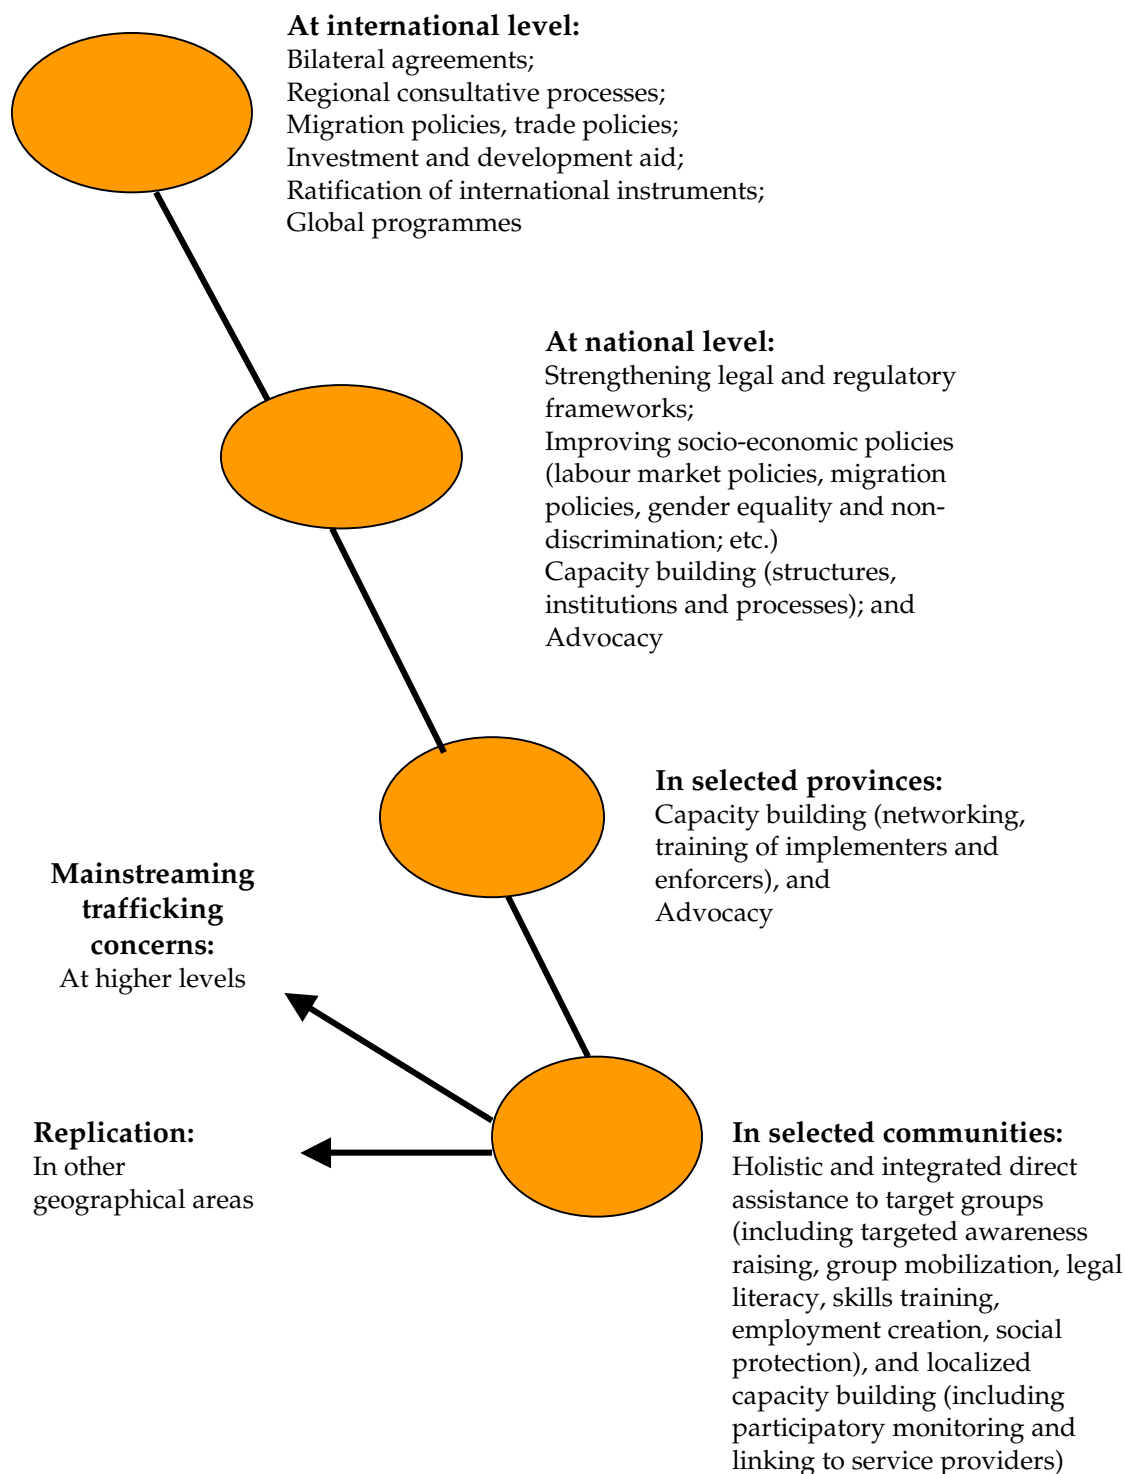 At international level:
Bilateral agreements;
Regional consultative processes;
Migration policies, trade policies;
Investment and development aid;
Ratification of international instruments;
Global programmes
At national level:
Strengthening legal and regulatory
frameworks;
Improving socio-economic policies
(labour market policies, migration
policies, gender equality and non-
discrimination; etc.)
Capacity building (structures,
institutions and processes); and
Advocacy
In selected provinces:
Capacity building (networking,
training of implementers and
enforcers), and
Advocacy
Mainstreaming
trafficking
concerns:
At higher levels
Replication:
In other
geographical areas
In selected communities:
Holistic and integrated direct
assistance to target groups
(including targeted awareness
raising, group mobilization, legal
literacy, skills training,
employment creation, social
protection), and localized
capacity building (including
participatory monitoring and
linking to service providers)